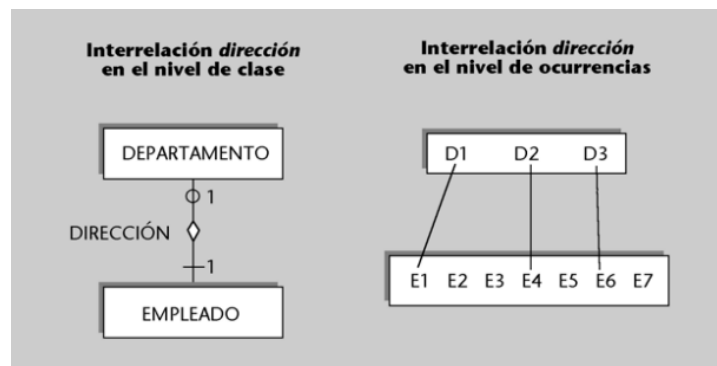 Interrelación dirección
en el nivel de clase
DEPARTAMENTO
1
DIRECCIÓN
1
EMPLEADO
Interrelación dirección
en el nivel de ocurrencias
D1 D2 D3
E1 E2 E3 E4 E5 E6 E7